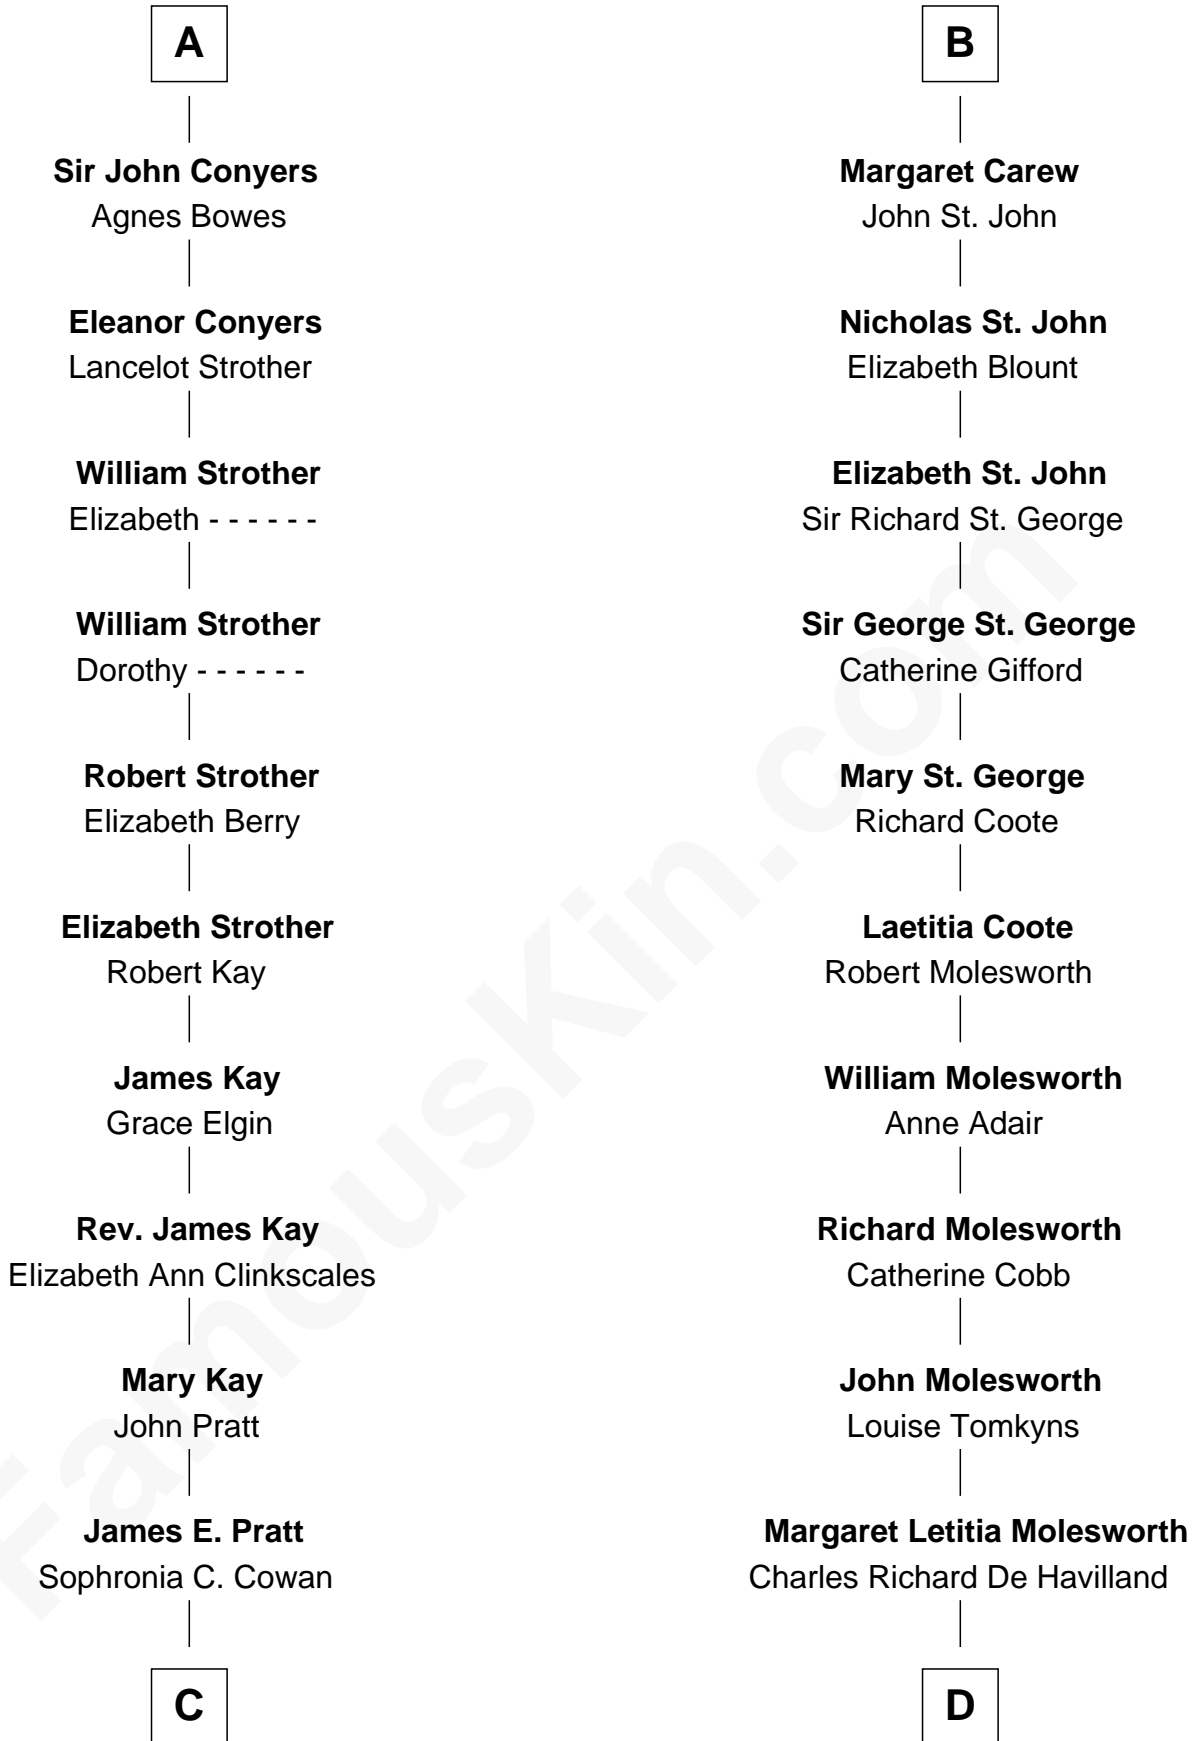 A
Sir John Conyers
Agnes Bowes
Eleanor Conyers
Lancelot Strother
William Strother
Elizabeth - - - - - -
William Strother
Dorothy - - - - - -
Robert Strother
Elizabeth Berry
Elizabeth Strother
Robert Kay
James Kay
Grace Elgin
Rev. James Kay
Elizabeth Ann Clinkscales
Mary Kay
John Pratt
James E. Pratt
Sophronia C. Cowan
C
B
Margaret Carew
John St. John
Nicholas St. John
Elizabeth Blount
Elizabeth St. John
Sir Richard St. George
Sir George St. George
Catherine Gifford
Mary St. George
Richard Coote
Laetitia Coote
Robert Molesworth
William Molesworth
Anne Adair
Richard Molesworth
Catherine Cobb
John Molesworth
Louise Tomkyns
Margaret Letitia Molesworth
Charles Richard De Havilland
D
FamousKin.com